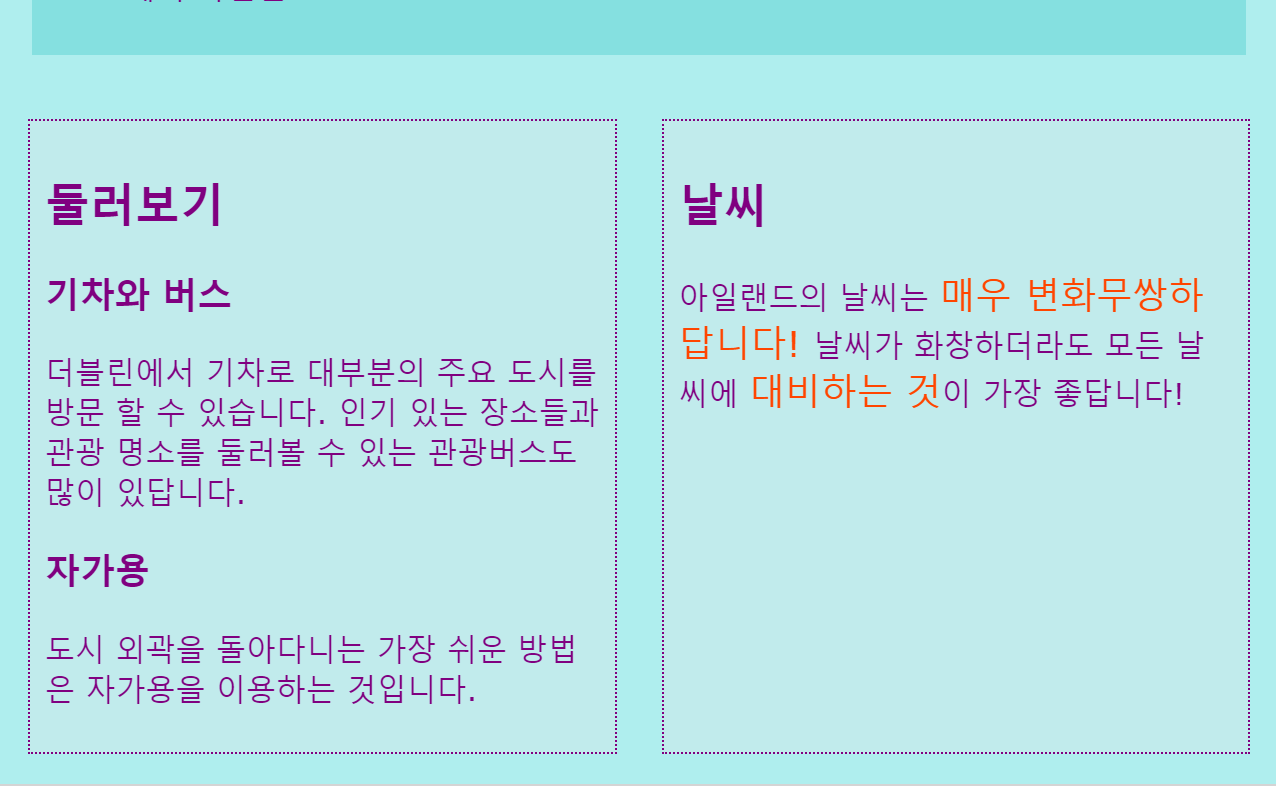 둘러보기
기차와 버스
더블린에서 기차로 대부분의 주요 도시를
방문 할 수 있습니다. 인기 있는 장소들과
관광 명소를 둘러볼 수 있는 관광버스도
많이 있답니다.
자가용
도시 외곽을 돌아다니는 가장 쉬운 방법
은 자가용을 이용하는 것입니다.
날씨
아일랜드의 날씨는 매우 변화무쌍하
답니다! 날씨가 화창하더라도 모든 날
씨에 대비하는 것이 가장 좋답니다!